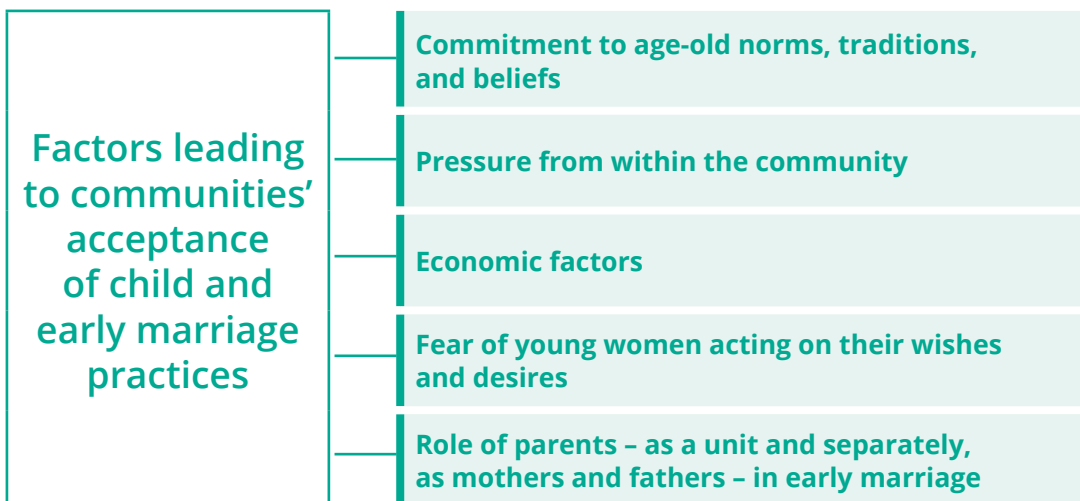 Factors leading
to communities’
acceptance
of child and
early marriage
practices
Commitment to age-old norms, traditions,
and beliefs
Pressure from within the community
Economic factors
Fear of young women acting on their wishes
and desires
Role of parents – as a unit and separately,
as mothers and fathers – in early marriage